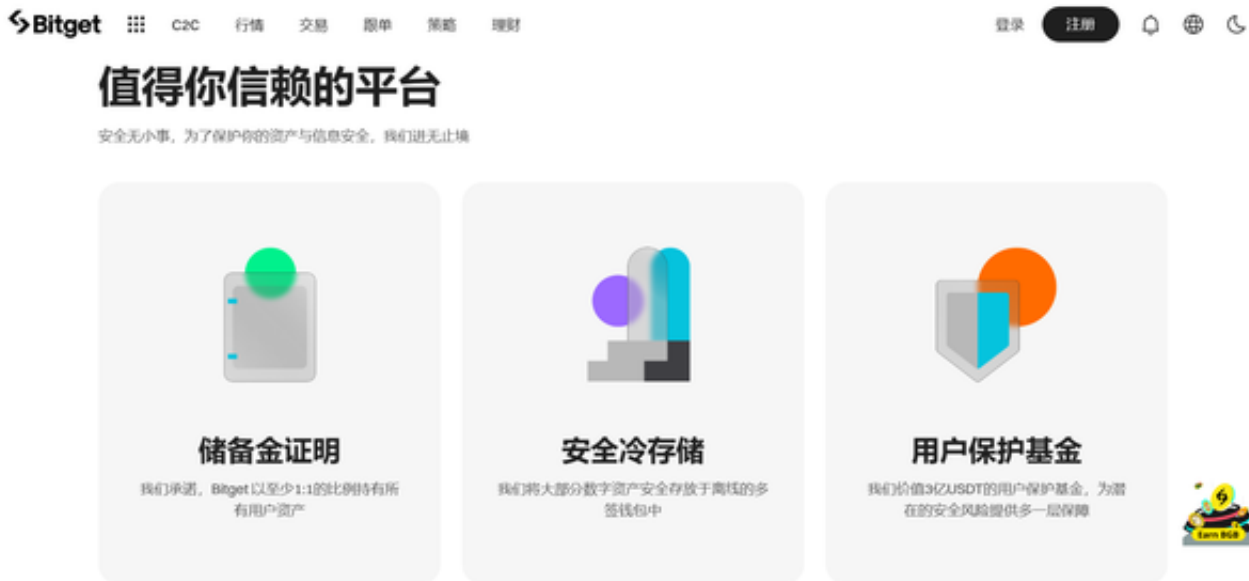 Bitget C2C 行情 交易 跟单 策略 理财 登录 注册
值得你信赖的平台
安全无小事，为了保护你的资产与信息安全，我们进无止境
储备金证明
我们承诺，Bitget 以至少1:1的比例持有所
有用户资产
安全冷存储
我们将大部分数字资产安全存放于离线的多
签钱包中
用户保护基金
我们价值3亿USDT的用户保护基金，为潜
在的安全风险提供多一层保障
Earn BGB